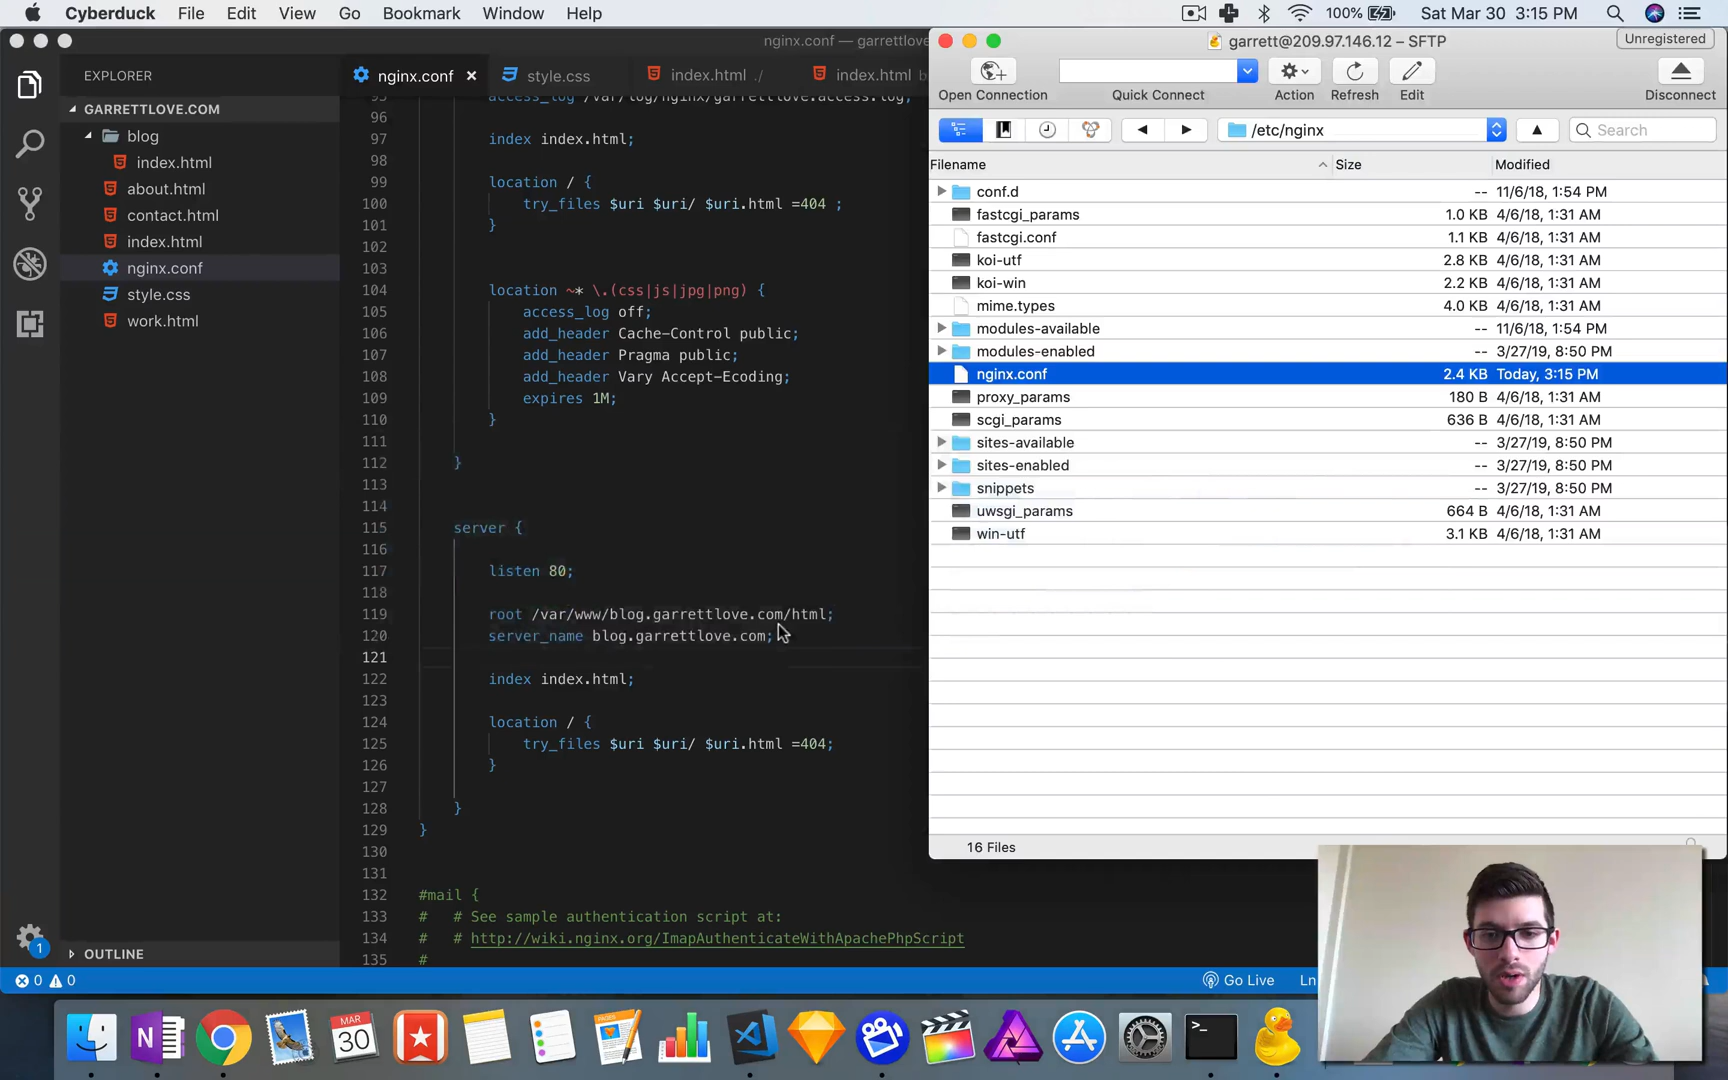 Cyberduck File Edit View Go Bookmark Window Help
100% Sat Mar 30 3:15 PM
nginx.conf — garrettlove
EXPLORER
GARRETTLOVE.COM
blog
index.html
about.html
contact.html
index.html
nginx.conf
style.css
work.html
OUTLINE
1
nginx.conf × style.css index.html ./ index.html b
95 access_log /var/log/nginx/garrettlove.access.log;
96
97 index index.html;
98
99 location / {
100 try_files $uri $uri/ $uri.html =404 ;
101 }
102
103
104 location ~* \.(css|js|jpg|png) {
105 access_log off;
106 add_header Cache-Control public;
107 add_header Pragma public;
108 add_header Vary Accept-Ecoding;
109 expires 1M;
110 }
111
112 }
113
114
115 server {
116
117 listen 80;
118
119 root /var/www/blog.garrettlove.com/html;
120 server_name blog.garrettlove.com;
121
122 index index.html;
123
124 location / {
125 try_files $uri $uri/ $uri.html =404;
126 }
127
128 }
129 }
130
131
132 #mail {
133 # # See sample authentication script at:
134 # # http://wiki.nginx.org/ImapAuthenticateWithApachePhpScript
135 #
0 0
Go Live Ln
garrett@209.97.146.12 – SFTP
Unregistered
Open Connection Quick Connect Action Refresh Edit Disconnect
/etc/nginx Search
Filename Size Modified
conf.d -- 11/6/18, 1:54 PM
fastcgi_params 1.0 KB 4/6/18, 1:31 AM
fastcgi.conf 1.1 KB 4/6/18, 1:31 AM
koi-utf 2.8 KB 4/6/18, 1:31 AM
koi-win 2.2 KB 4/6/18, 1:31 AM
mime.types 4.0 KB 4/6/18, 1:31 AM
modules-available -- 11/6/18, 1:54 PM
modules-enabled -- 3/27/19, 8:50 PM
nginx.conf 2.4 KB Today, 3:15 PM
proxy_params 180 B 4/6/18, 1:31 AM
scgi_params 636 B 4/6/18, 1:31 AM
sites-available -- 3/27/19, 8:50 PM
sites-enabled -- 3/27/19, 8:50 PM
snippets -- 3/27/19, 8:50 PM
uwsgi_params 664 B 4/6/18, 1:31 AM
win-utf 3.1 KB 4/6/18, 1:31 AM
16 Files
MAR
30
N
>_